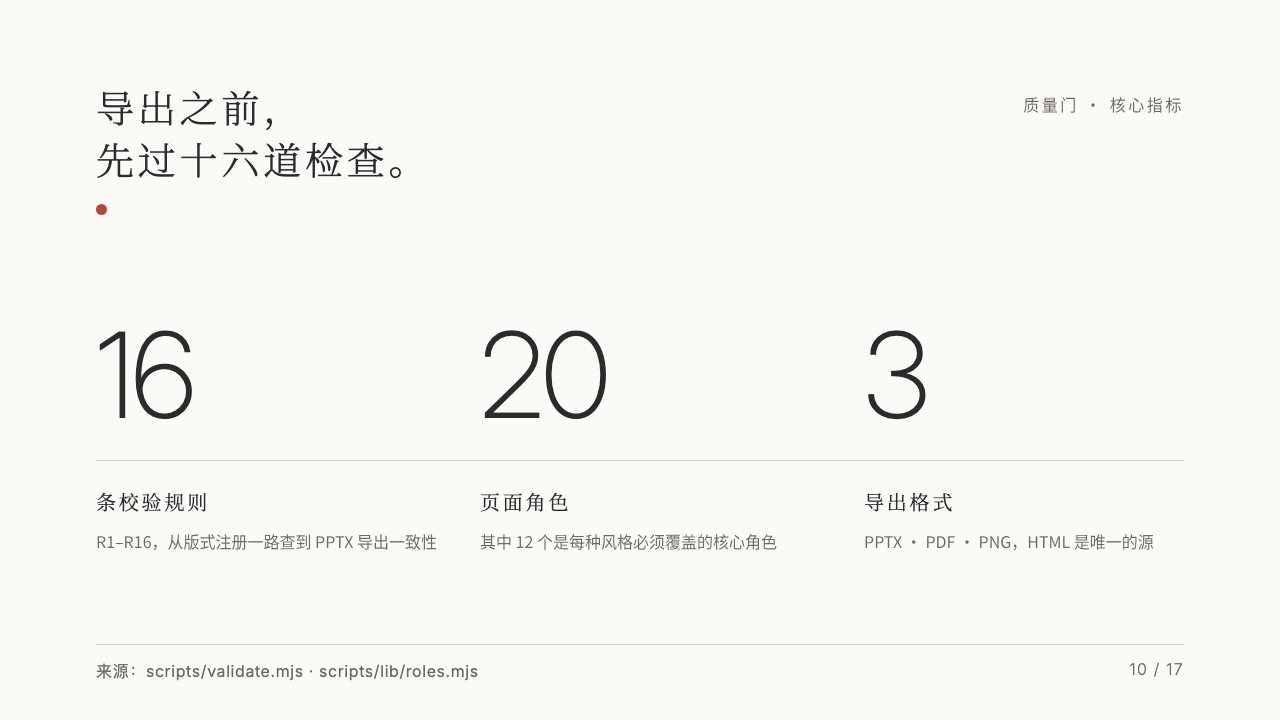 导出之前，
先过十六道检查。
质量门 · 核心指标
16
20
3
条校验规则
页面角色
导出格式
R1–R16，从版式注册一路查到 PPTX 导出一致性
其中 12 个是每种风格必须覆盖的核心角色
PPTX · PDF · PNG，HTML 是唯一的源
来源：scripts/validate.mjs · scripts/lib/roles.mjs
10 / 17